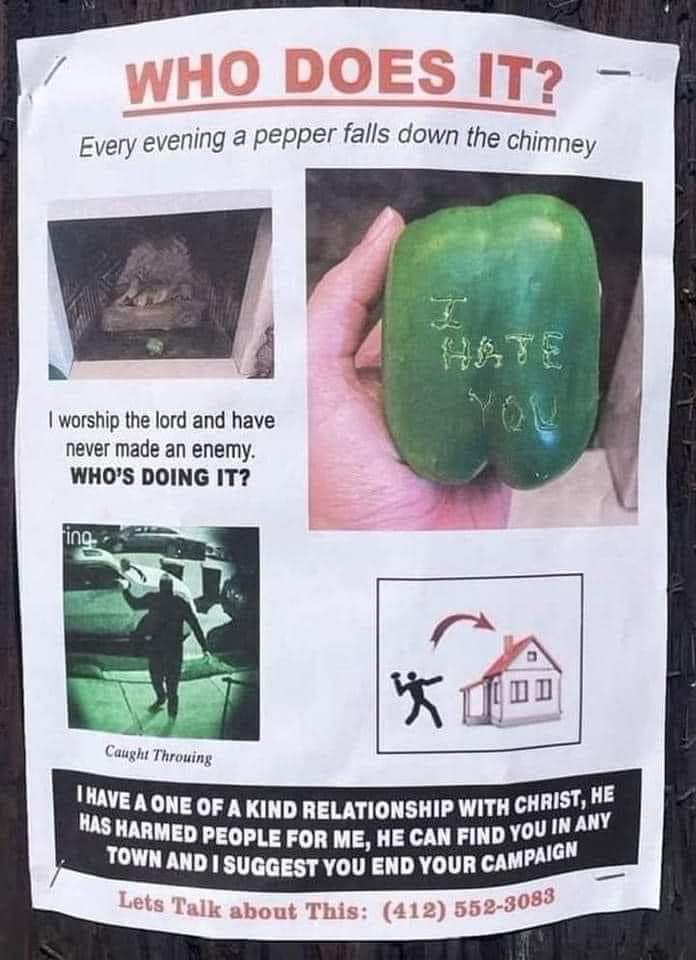 WHO DOES IT?
Every evening a pepper falls down the chimney
I
HATE
YOU
I worship the lord and have
never made an enemy.
WHO'S DOING IT?
ring
Caught Throwing
I HAVE A ONE OF A KIND RELATIONSHIP WITH CHRIST, HE
HAS HARMED PEOPLE FOR ME, HE CAN FIND YOU IN ANY
TOWN AND I SUGGEST YOU END YOUR CAMPAIGN
Lets Talk about This: (412) 552-3083